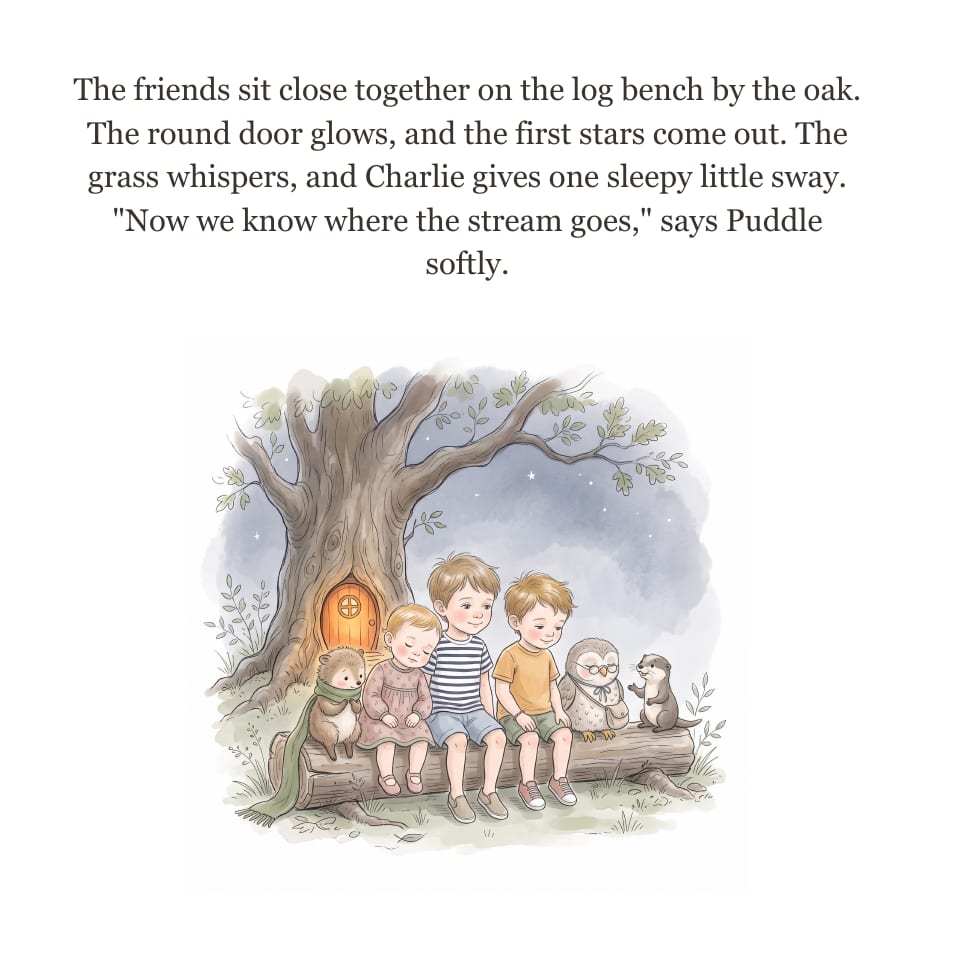 The friends sit close together on the log bench by the oak.
The round door glows, and the first stars come out. The
grass whispers, and Charlie gives one sleepy little sway.
"Now we know where the stream goes," says Puddle
softly.